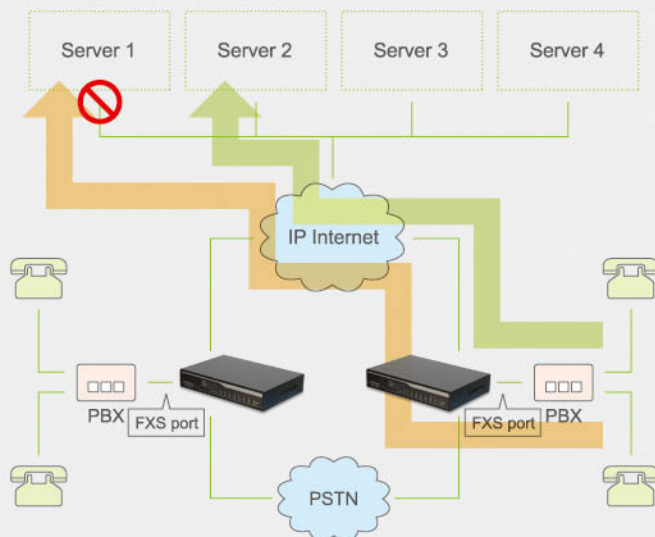 Server 1
Server 2
Server 3
Server 4
IP Internet
PBX
FXS port
FXS port
PBX
PSTN